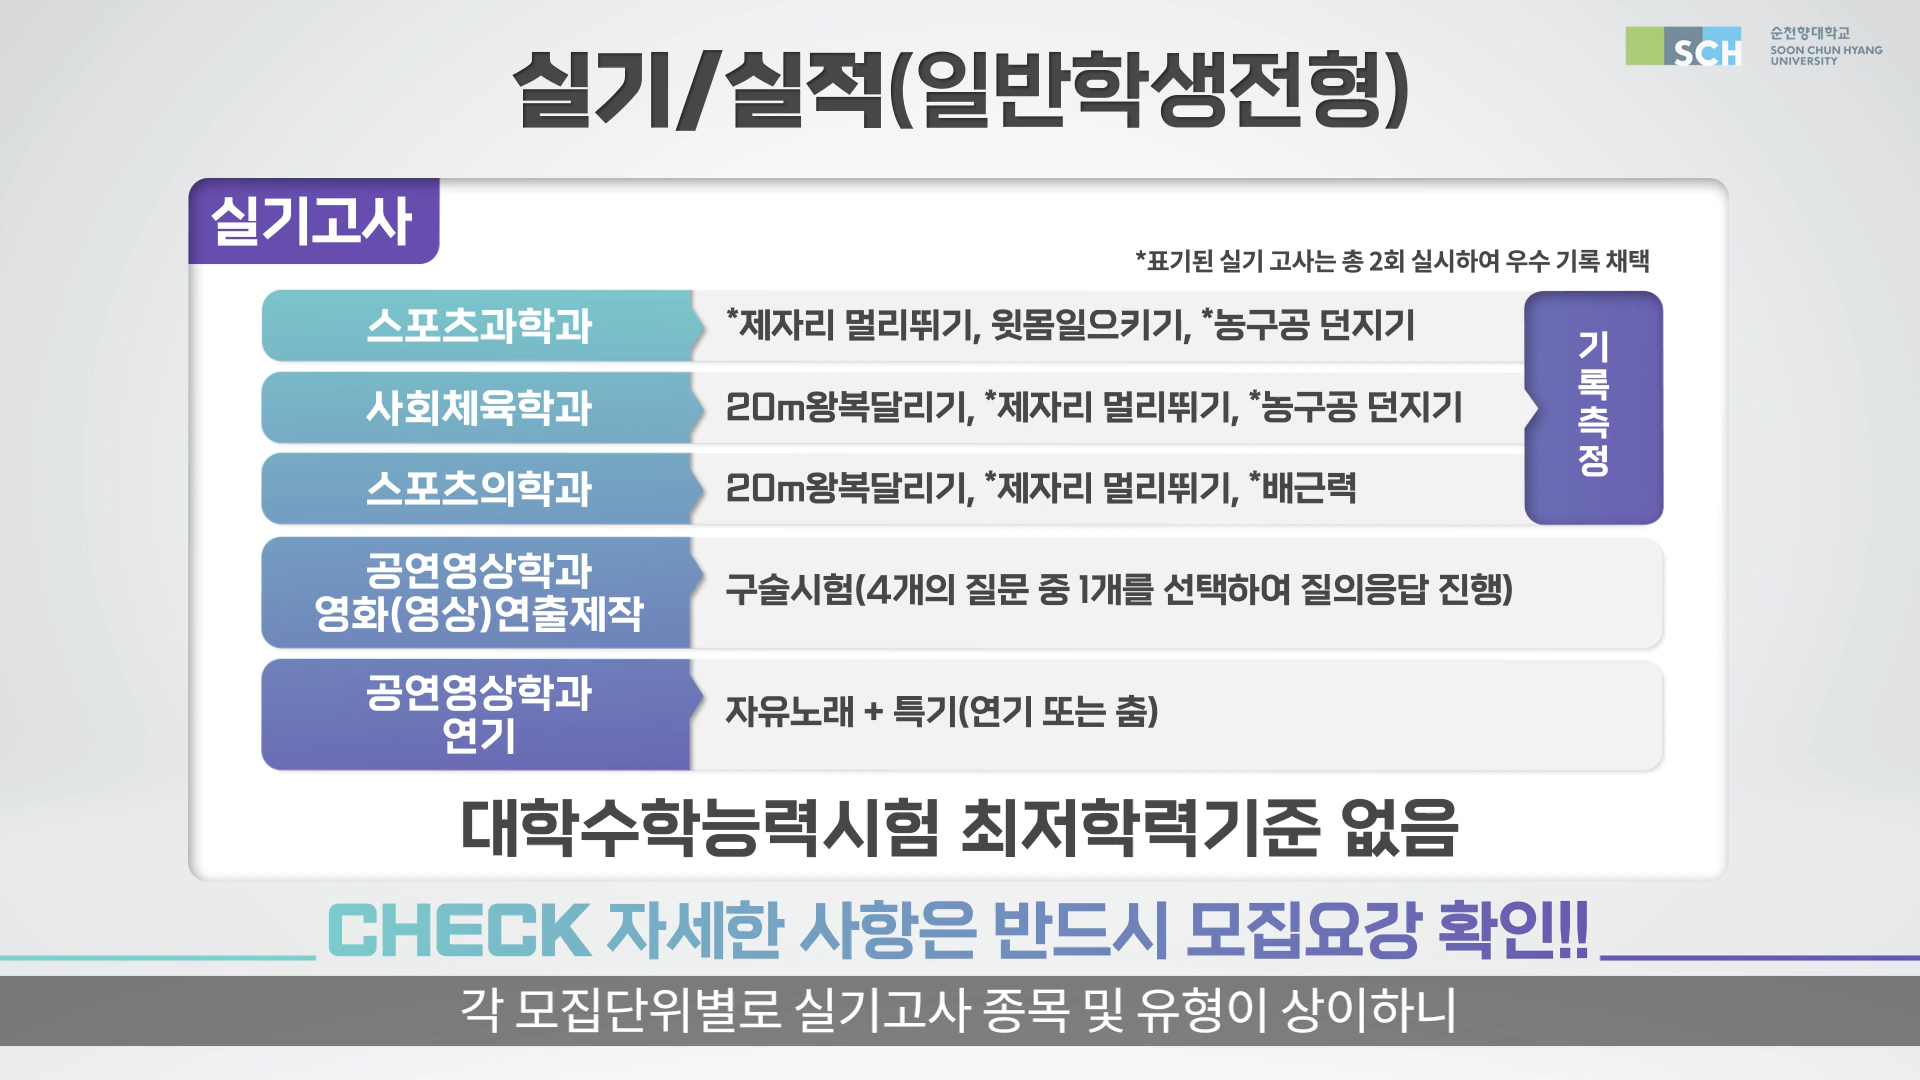 실기/실적(일반학생전형)
SCH
순천향대학교
SOON CHUN HYANG
UNIVERSITY
실기고사
*표기된 실기 고사는 총 2회 실시하여 우수 기록 채택
스포츠과학과
*제자리 멀리뛰기, 윗몸일으키기, *농구공 던지기
사회체육학과
20m왕복달리기, *제자리 멀리뛰기, *농구공 던지기
스포츠의학과
20m왕복달리기, *제자리 멀리뛰기, *배근력
기록측정
공연영상학과
영화(영상)연출제작
구술시험(4개의 질문 중 1개를 선택하여 질의응답 진행)
공연영상학과
연기
자유노래 + 특기(연기 또는 춤)
대학수학능력시험 최저학력기준 없음
CHECK 자세한 사항은 반드시 모집요강 확인!!
각 모집단위별로 실기고사 종목 및 유형이 상이하니